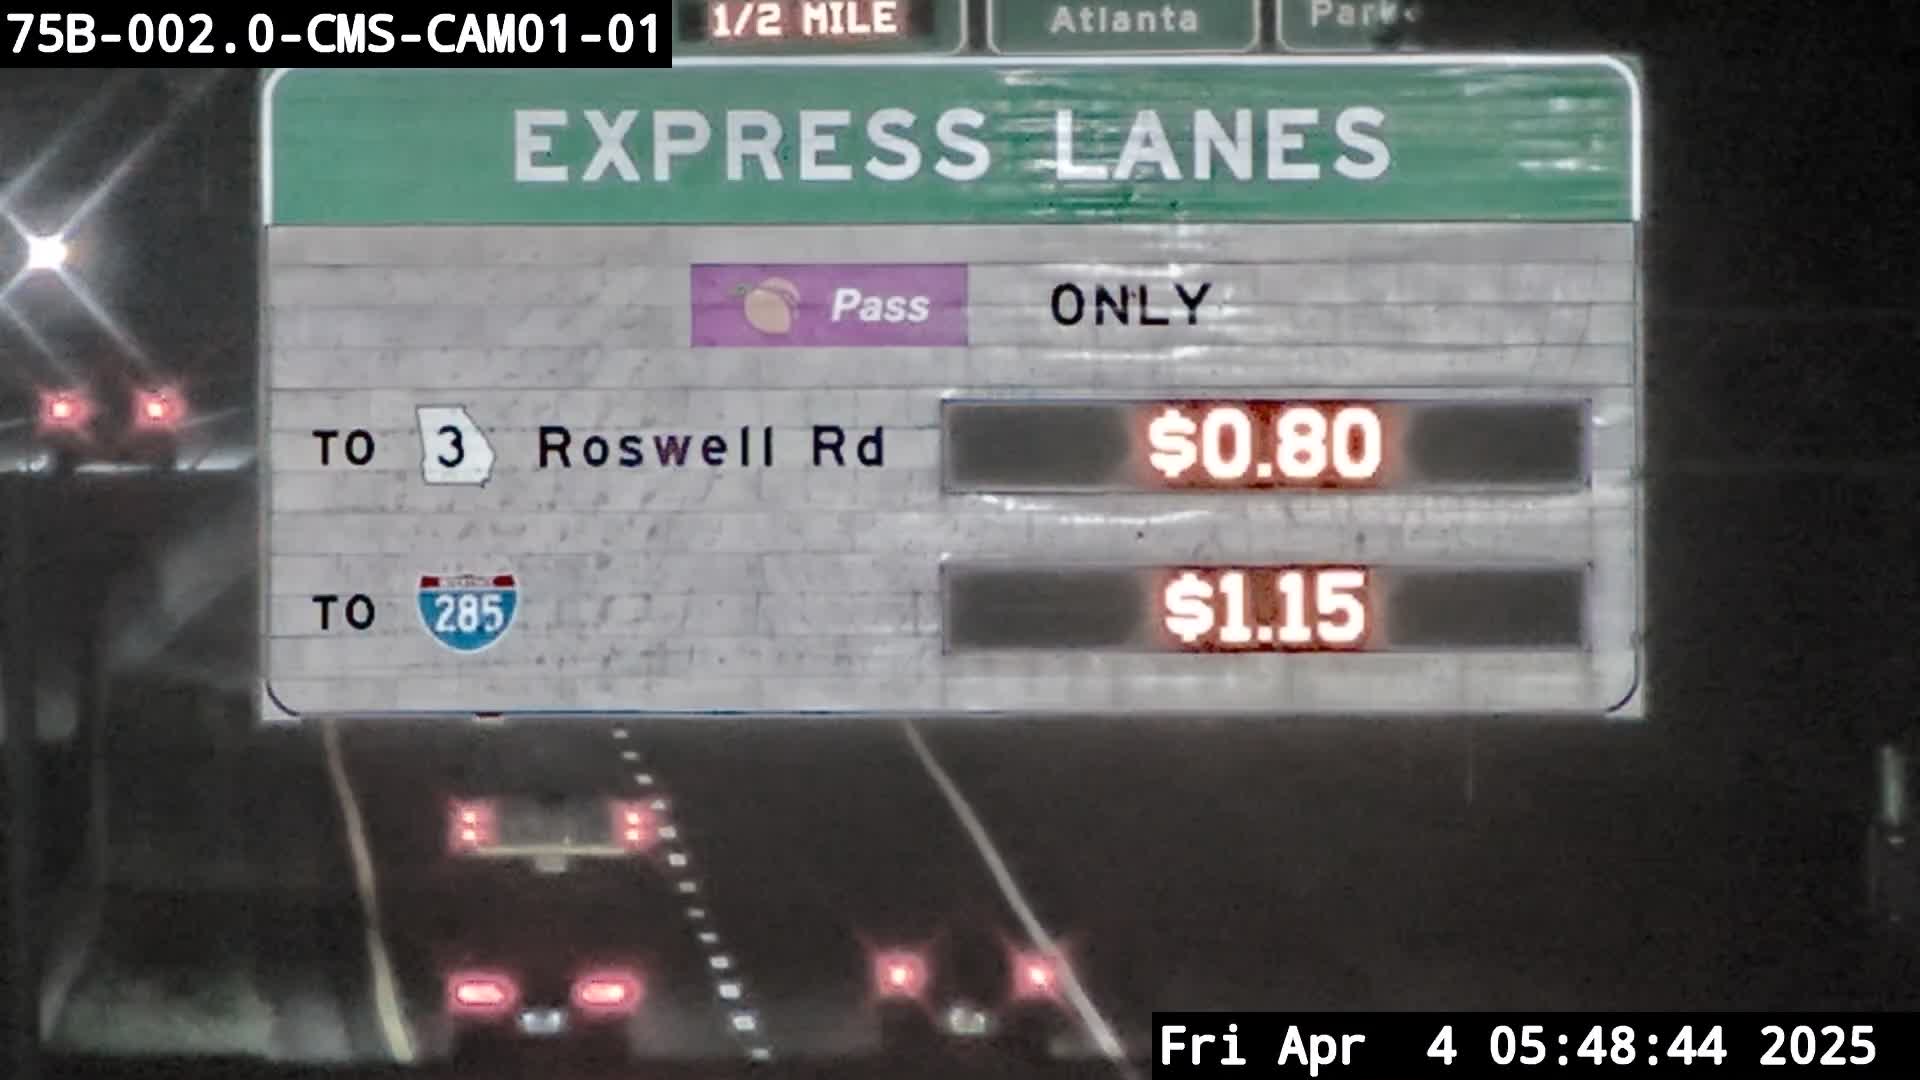 75B-002.0-CMS-CAM01-01
1/2 MILE
Atlanta
EXPRESS LANES
Pass ONLY
TO 3 Roswell Rd $0.80
TO 285 $1.15
Fri Apr 4 05:48:44 2025